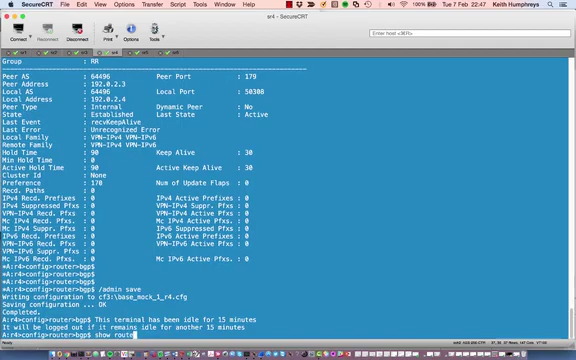 SecureCRT File Edit View Options Transfer Script Tools Window Help 100% Tue 7 Feb 22:47 Keith Humphreys
sr4 - SecureCRT
Connect Reconnect Disconnect Print Options Tools Enter host <⌘R>
sr4
Group : RR
Peer AS : 64496 Peer Port : 179
Peer Address : 192.0.2.3
Local AS : 64496 Local Port : 50308
Local Address : 192.0.2.4
Peer Type : Internal Dynamic Peer : No
State : Established Last State : Active
Last Event : recvKeepAlive
Last Error : Unrecognized Error
Local Family : VPN-IPv4 VPN-IPv6
Remote Family : VPN-IPv4 VPN-IPv6
Hold Time : 90 Keep Alive : 30
Min Hold Time : 0
Active Hold Time : 90 Active Keep Alive : 30
Cluster Id : None
Preference : 170 Num of Update Flaps : 0
Recd. Paths : 0
IPv4 Recd. Prefixes : 0 IPv4 Active Prefixes : 0
IPv4 Suppressed Pfxs : 0 VPN-IPv4 Suppr. Pfxs : 0
VPN-IPv4 Recd. Pfxs : 0 VPN-IPv4 Active Pfxs : 0
Mc IPv4 Recd. Pfxs. : 0 Mc IPv4 Active Pfxs. : 0
IPv6 Suppressed Pfxs : 0 IPv6 Recd. Prefixes : 0
IPv6 Active Prefixes : 0
VPN-IPv6 Recd. Pfxs : 0 VPN-IPv6 Active Pfxs : 0
VPN-IPv6 Suppr. Pfxs : 0
Mc IPv6 Recd. Pfxs. : 0 Mc IPv6 Active Pfxs. : 0
*A:r4>config>router>bgp$
*A:r4>config>router>bgp$ /admin save
Writing configuration to cf3:\base_mock_1_r4.cfg
Saving configuration ... OK
Completed.
A:r4>config>router>bgp$ This terminal has been idle for 15 minutes
It will be logged out if it remains idle for another 15 minutes
A:r4>config>router>bgp$ show route